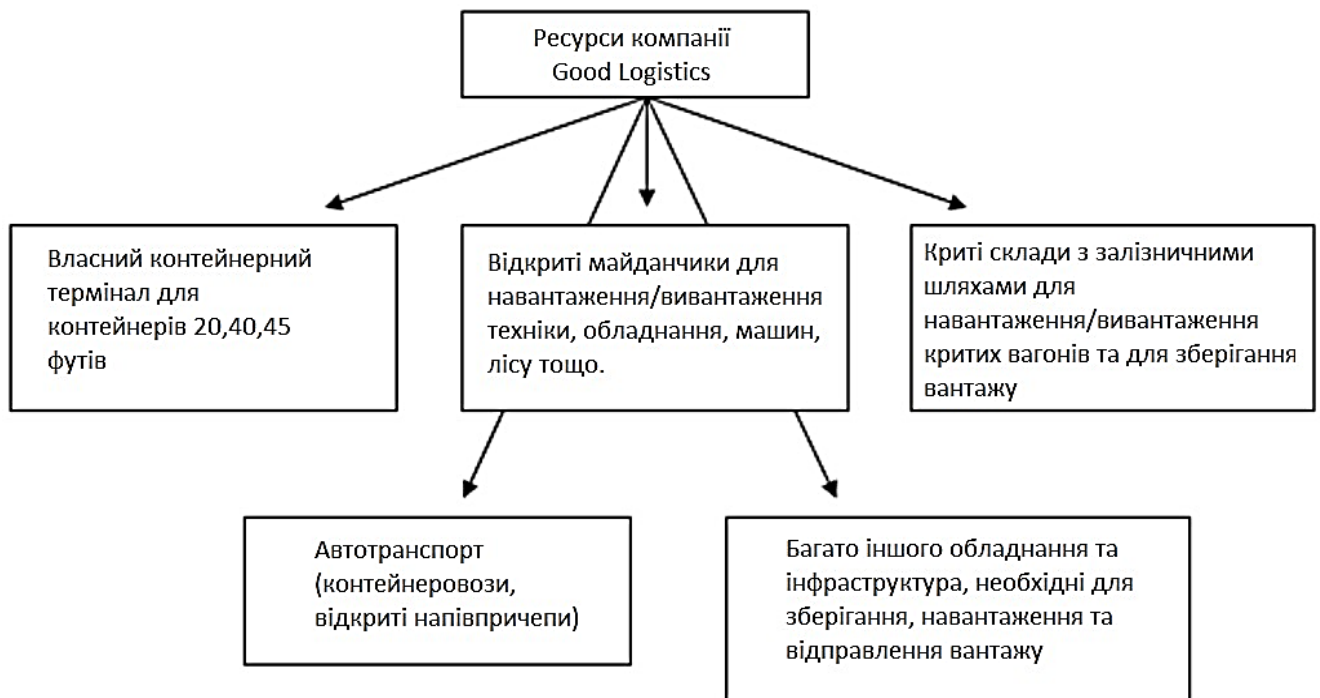 Ресурси компанії
Good Logistics
Власний контейнерний
термінал для
контейнерів 20,40,45
футів
Відкриті майданчики для
навантаження/вивантаження
техніки, обладнання, машин,
лісу тощо.
Криті склади з залізничними
шляхами для
навантаження/вивантаження
критих вагонів та для зберігання
вантажу
Автотранспорт
(контейнеровози,
відкриті напівпричепи)
Багато іншого обладнання та
інфраструктура, необхідні для
зберігання, навантаження та
відправлення вантажу